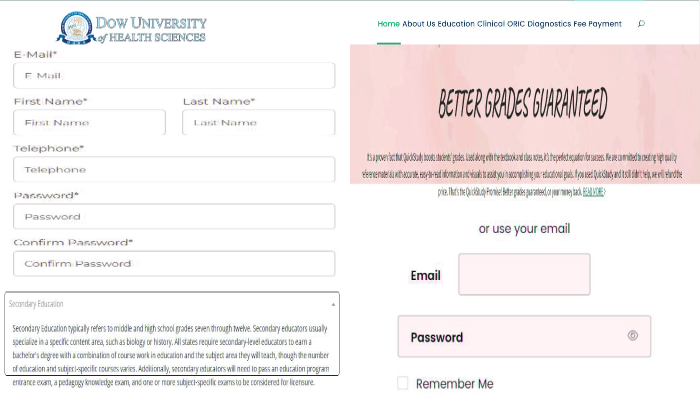 DOW UNIVERSITY
of HEALTH SCIENCES
Home About Us Education Clinical ORIC Diagnostics Fee Payment
E-Mail*
E-Mail
First Name*
Last Name*
First Name
Last Name
Telephone*
Telephone
Password*
Password
Confirm Password*
Confirm Password
Secondary Education
Secondary Education typically refers to middle and high school grades seven through twelve. Secondary educators usually
specialize in a specific content area, such as biology or history. All states require secondary-level educators to earn a
bachelor's degree with a combination of course work in education and the subject area they will teach, though the number
of education and subject-specific courses varies. Additionally, secondary educators will need to pass an education program
entrance exam, a pedagogy knowledge exam, and one or more subject-specific exams to be considered for licensure.
BETTER GRADES GUARANTEED
It's a proven fact that QuickStudy boosts students' grades. Used along with the textbook and class notes, it's the perfect equation for success. We are committed to creating high quality
reference materials with accurate, easy-to-read information and visuals to assist you in accomplishing your educational goals. If you used QuickStudy and it still didn't help, we will refund the
price. That's the QuickStudy Promise! Better grades guaranteed, or your money back. READ MORE >
or use your email
Email
Password
Remember Me